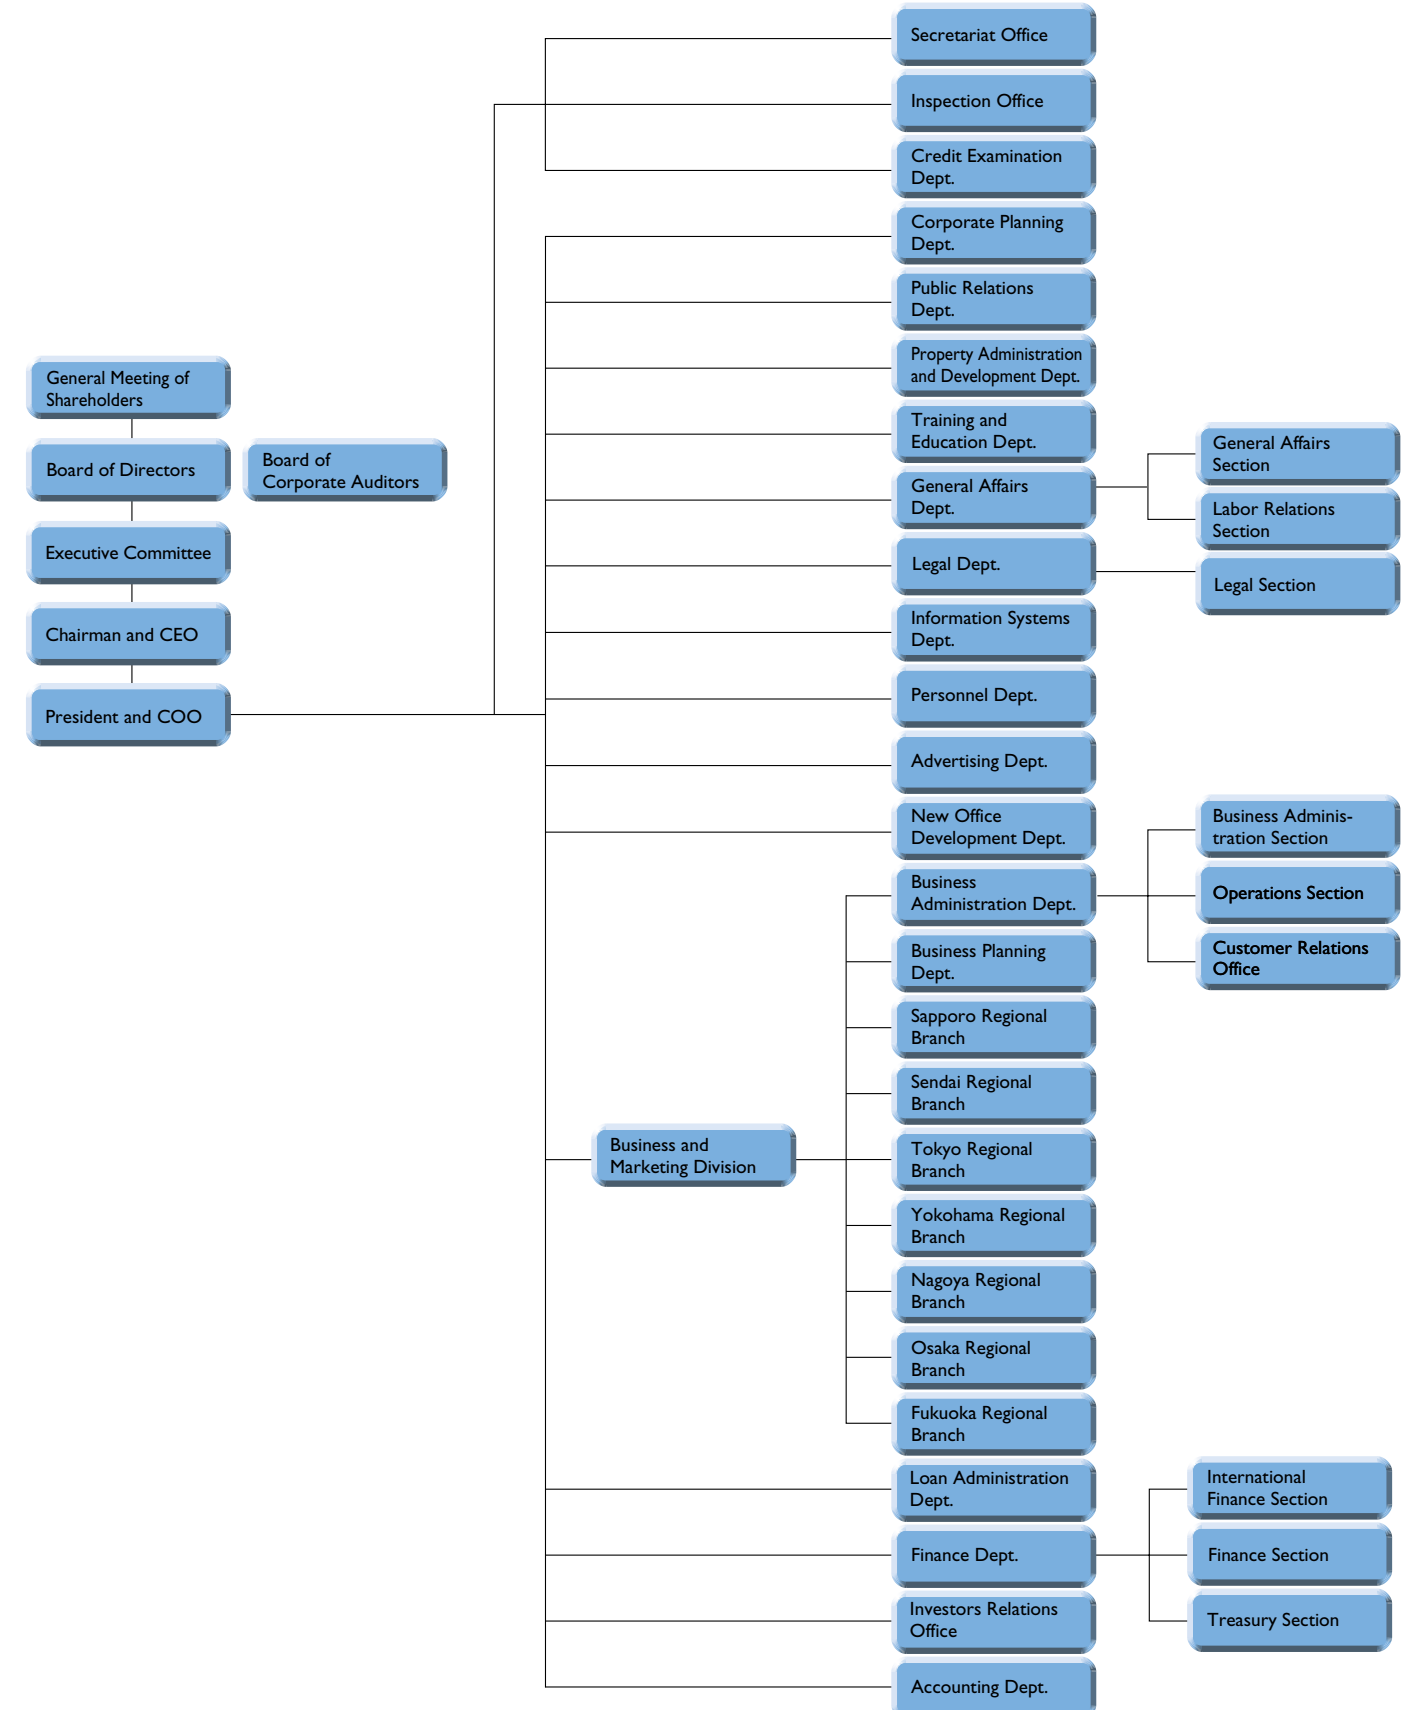 General Meeting of
Shareholders
Board of Directors
Board of
Corporate Auditors
Executive Committee
Chairman and CEO
President and COO
Secretariat Office
Inspection Office
Credit Examination
Dept.
Corporate Planning
Dept.
Public Relations
Dept.
Property Administration
and Development Dept.
Training and
Education Dept.
General Affairs
Dept.
General Affairs
Section
Labor Relations
Section
Legal Dept.
Legal Section
Information Systems
Dept.
Personnel Dept.
Advertising Dept.
New Office
Development Dept.
Business and
Marketing Division
Business
Administration Dept.
Business Adminis-
tration Section
Operations Section
Customer Relations
Office
Business Planning
Dept.
Sapporo Regional
Branch
Sendai Regional
Branch
Tokyo Regional
Branch
Yokohama Regional
Branch
Nagoya Regional
Branch
Osaka Regional
Branch
Fukuoka Regional
Branch
Loan Administration
Dept.
Finance Dept.
International
Finance Section
Finance Section
Treasury Section
Investors Relations
Office
Accounting Dept.